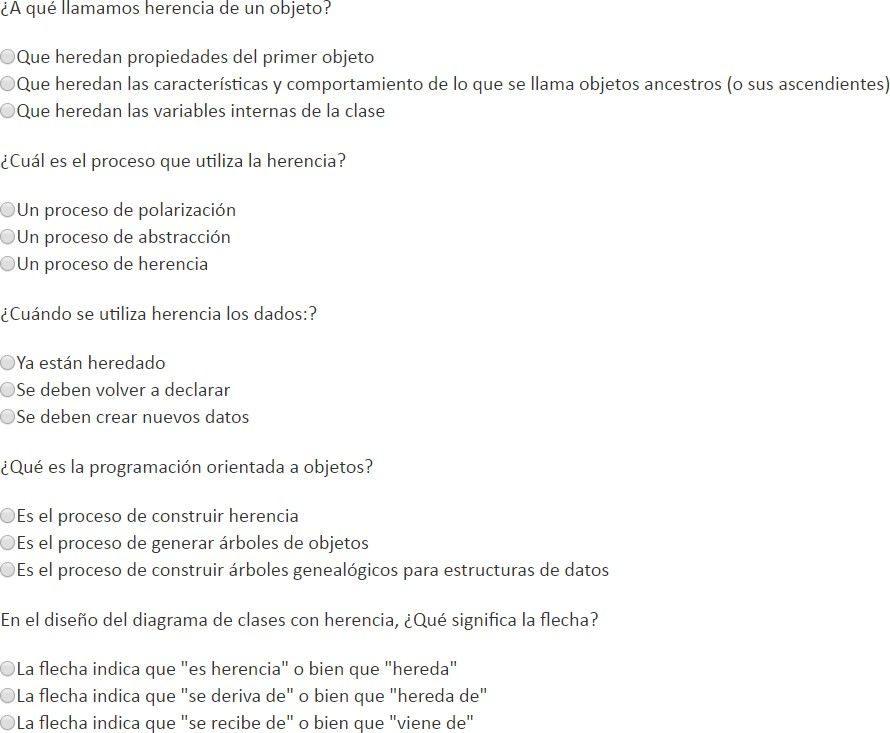 ¿A qué llamamos herencia de un objeto?
Que heredan propiedades del primer objeto
Que heredan las características y comportamiento de lo que se llama objetos ancestros (o sus ascendientes)
Que heredan las variables internas de la clase
¿Cuál es el proceso que utiliza la herencia?
Un proceso de polarización
Un proceso de abstracción
Un proceso de herencia
¿Cuándo se utiliza herencia los dados:?
Ya están heredado
Se deben volver a declarar
Se deben crear nuevos datos
¿Qué es la programación orientada a objetos?
Es el proceso de construir herencia
Es el proceso de generar árboles de objetos
Es el proceso de construir árboles genealógicos para estructuras de datos
En el diseño del diagrama de clases con herencia, ¿Qué significa la flecha?
La flecha indica que "es herencia" o bien que "hereda"
La flecha indica que "se deriva de" o bien que "hereda de"
La flecha indica que "se recibe de" o bien que "viene de"